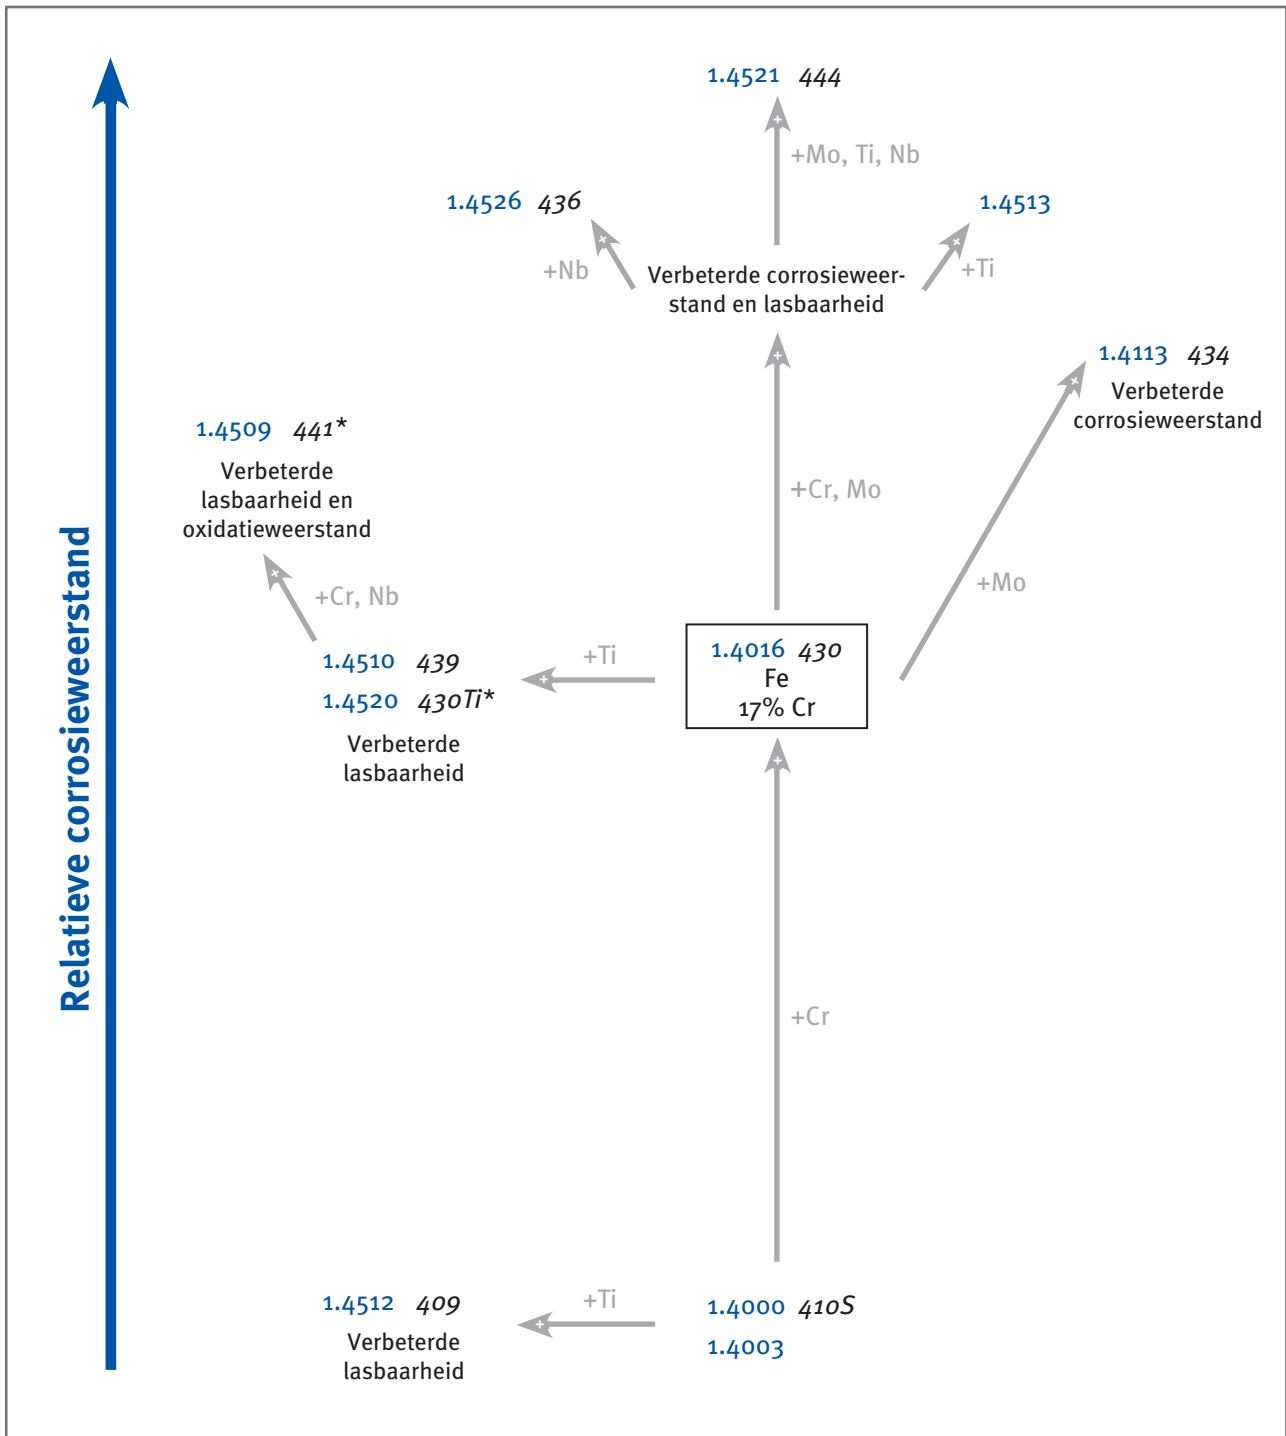 1.4521 444
+Mo, Ti, Nb
1.4526 436
1.4513
+Nb
Verbeterde corrosieweer-
stand en lasbaarheid
+Ti
1.4113 434
Verbeterde
corrosieweerstand
1.4509 441*
Verbeterde
lasbaarheid en
oxidatieweerstand
+Cr, Mo
+Cr, Nb
+Mo
Relatieve corrosieweerstand
1.4510 439
1.4520 430Ti*
Verbeterde
lasbaarheid
+Ti
1.4016 430
Fe
17% Cr
+Cr
1.4512 409
Verbeterde
lasbaarheid
+Ti
1.4000 410S
1.4003